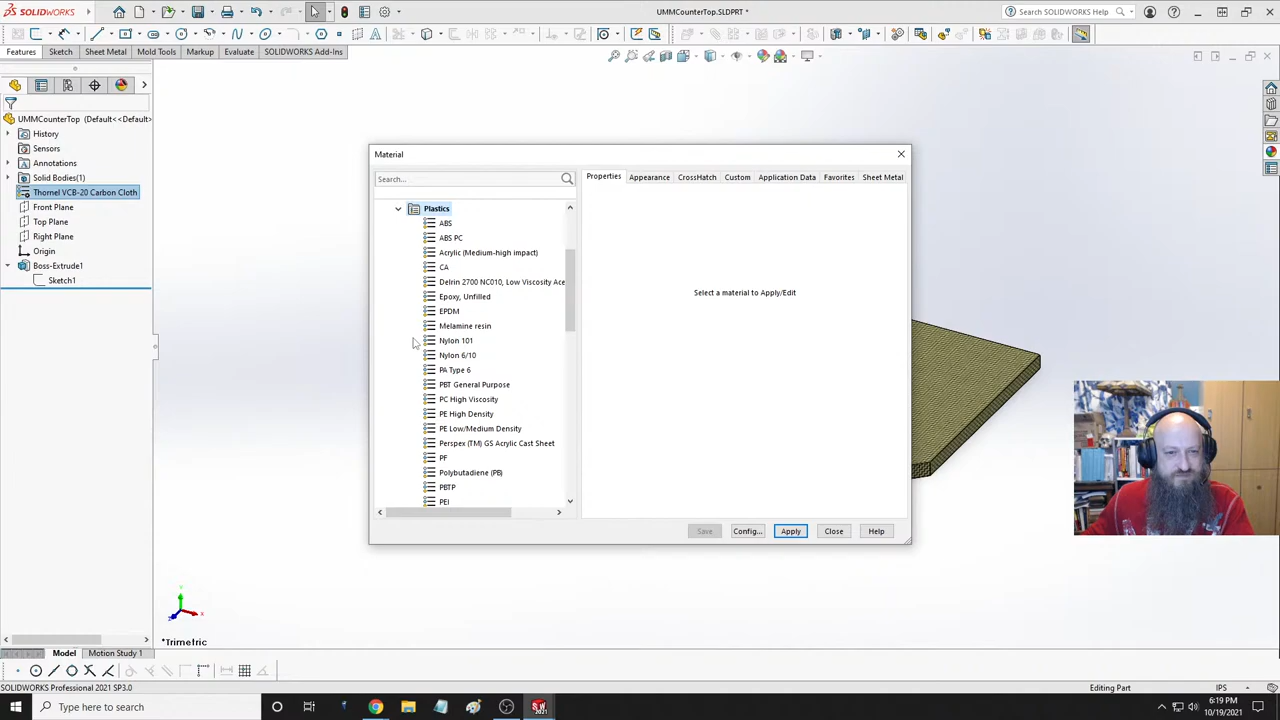 SOLIDWORKS
UMMCounterTop.SLDPRT *
Search SOLIDWORKS Help
Features
Sketch
Sheet Metal
Mold Tools
Markup
Evaluate
SOLIDWORKS Add-Ins
UMMCounterTop (Default<<Default>
History
Sensors
Annotations
Solid Bodies(1)
Thornel VCB-20 Carbon Cloth
Front Plane
Top Plane
Right Plane
Origin
Boss-Extrude1
Sketch1
Material
Search...
Plastics
ABS
ABS PC
Acrylic (Medium-high impact)
CA
Delrin 2700 NC010, Low Viscosity Ace
Epoxy, Unfilled
EPDM
Melamine resin
Nylon 101
Nylon 6/10
PA Type 6
PBT General Purpose
PC High Viscosity
PE High Density
PE Low/Medium Density
Perspex (TM) GS Acrylic Cast Sheet
PF
Polybutadiene (PB)
PBTP
PEI
Properties
Appearance
CrossHatch
Custom
Application Data
Favorites
Sheet Metal
Select a material to Apply/Edit
Save
Config...
Apply
Close
Help
*Trimetric
Model
Motion Study 1
SOLIDWORKS Professional 2021 SP3.0
Editing Part
IPS
Type here to search
6:19 PM
10/19/2021